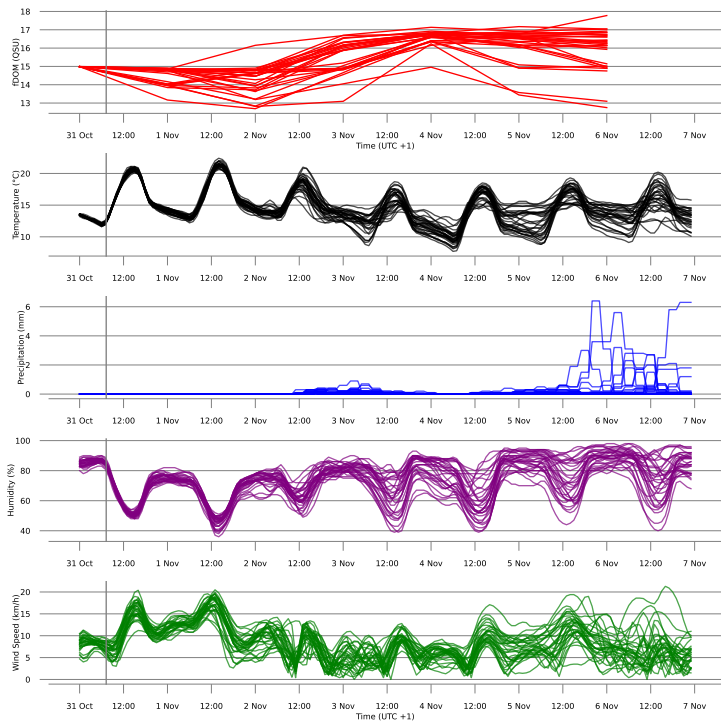 18
17
16
15
14
13
fDOM (QSU)
31 Oct 12:00 1 Nov 12:00 2 Nov 12:00 3 Nov 12:00 4 Nov 12:00 5 Nov 12:00 6 Nov 12:00 7 Nov
Time (UTC +1)
20
15
10
Temperature (°C)
31 Oct 12:00 1 Nov 12:00 2 Nov 12:00 3 Nov 12:00 4 Nov 12:00 5 Nov 12:00 6 Nov 12:00 7 Nov
6
4
2
0
Precipitation (mm)
31 Oct 12:00 1 Nov 12:00 2 Nov 12:00 3 Nov 12:00 4 Nov 12:00 5 Nov 12:00 6 Nov 12:00 7 Nov
100
80
60
40
Humidity (%)
31 Oct 12:00 1 Nov 12:00 2 Nov 12:00 3 Nov 12:00 4 Nov 12:00 5 Nov 12:00 6 Nov 12:00 7 Nov
20
15
10
5
0
Wind Speed (km/h)
31 Oct 12:00 1 Nov 12:00 2 Nov 12:00 3 Nov 12:00 4 Nov 12:00 5 Nov 12:00 6 Nov 12:00 7 Nov
Time (UTC +1)